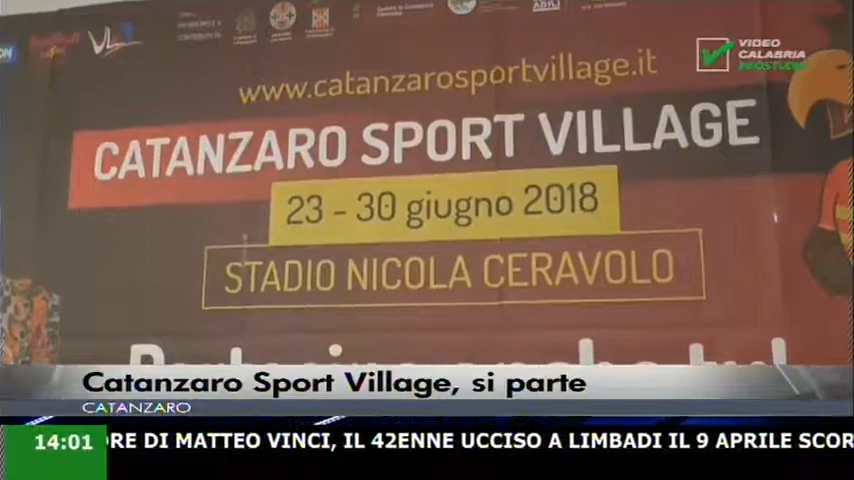 VIDEO
CALABRIA
www.catanzarosportvillage.it
CATANZARO SPORT VILLAGE
23 - 30 giugno 2018
STADIO NICOLA CERAVOLO
Catanzaro Sport Village, si parte
CATANZARO
14:01
ORE DI MATTEO VINCI, IL 42ENNE UCCISO A LIMBADI IL 9 APRILE SCOR